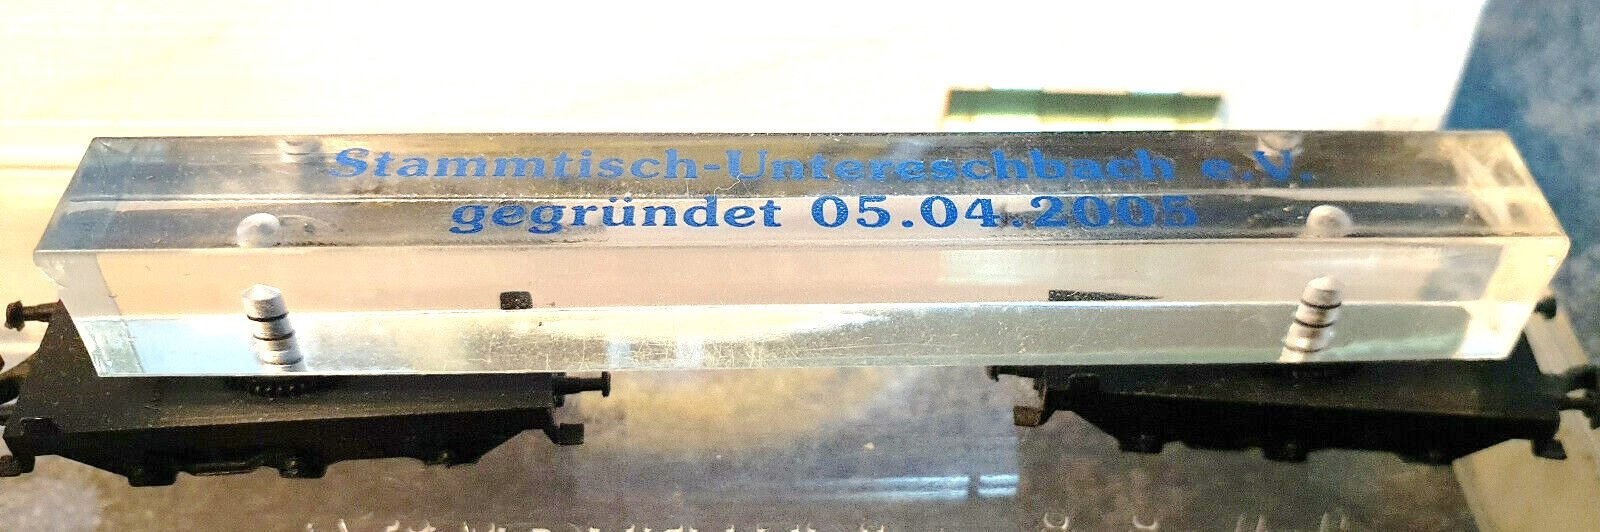 Stammtisch-Untereschbach e.V.
gegründet 05.04.2005